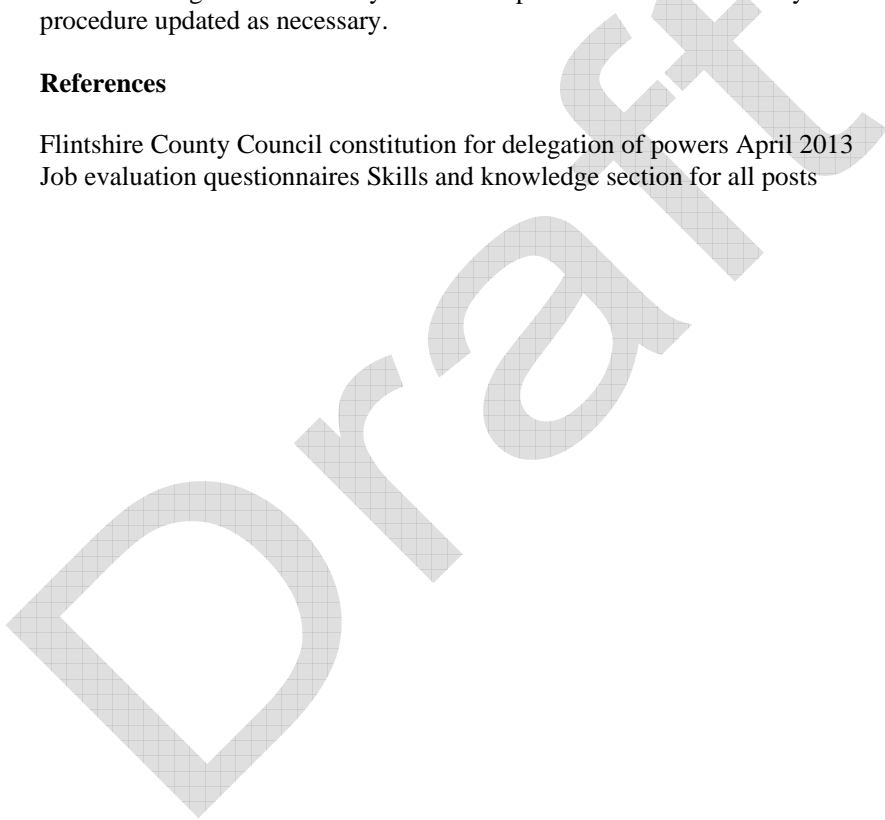 procedure updated as necessary.
References
Flintshire County Council constitution for delegation of powers April 2013
Job evaluation questionnaires Skills and knowledge section for all posts
Draft